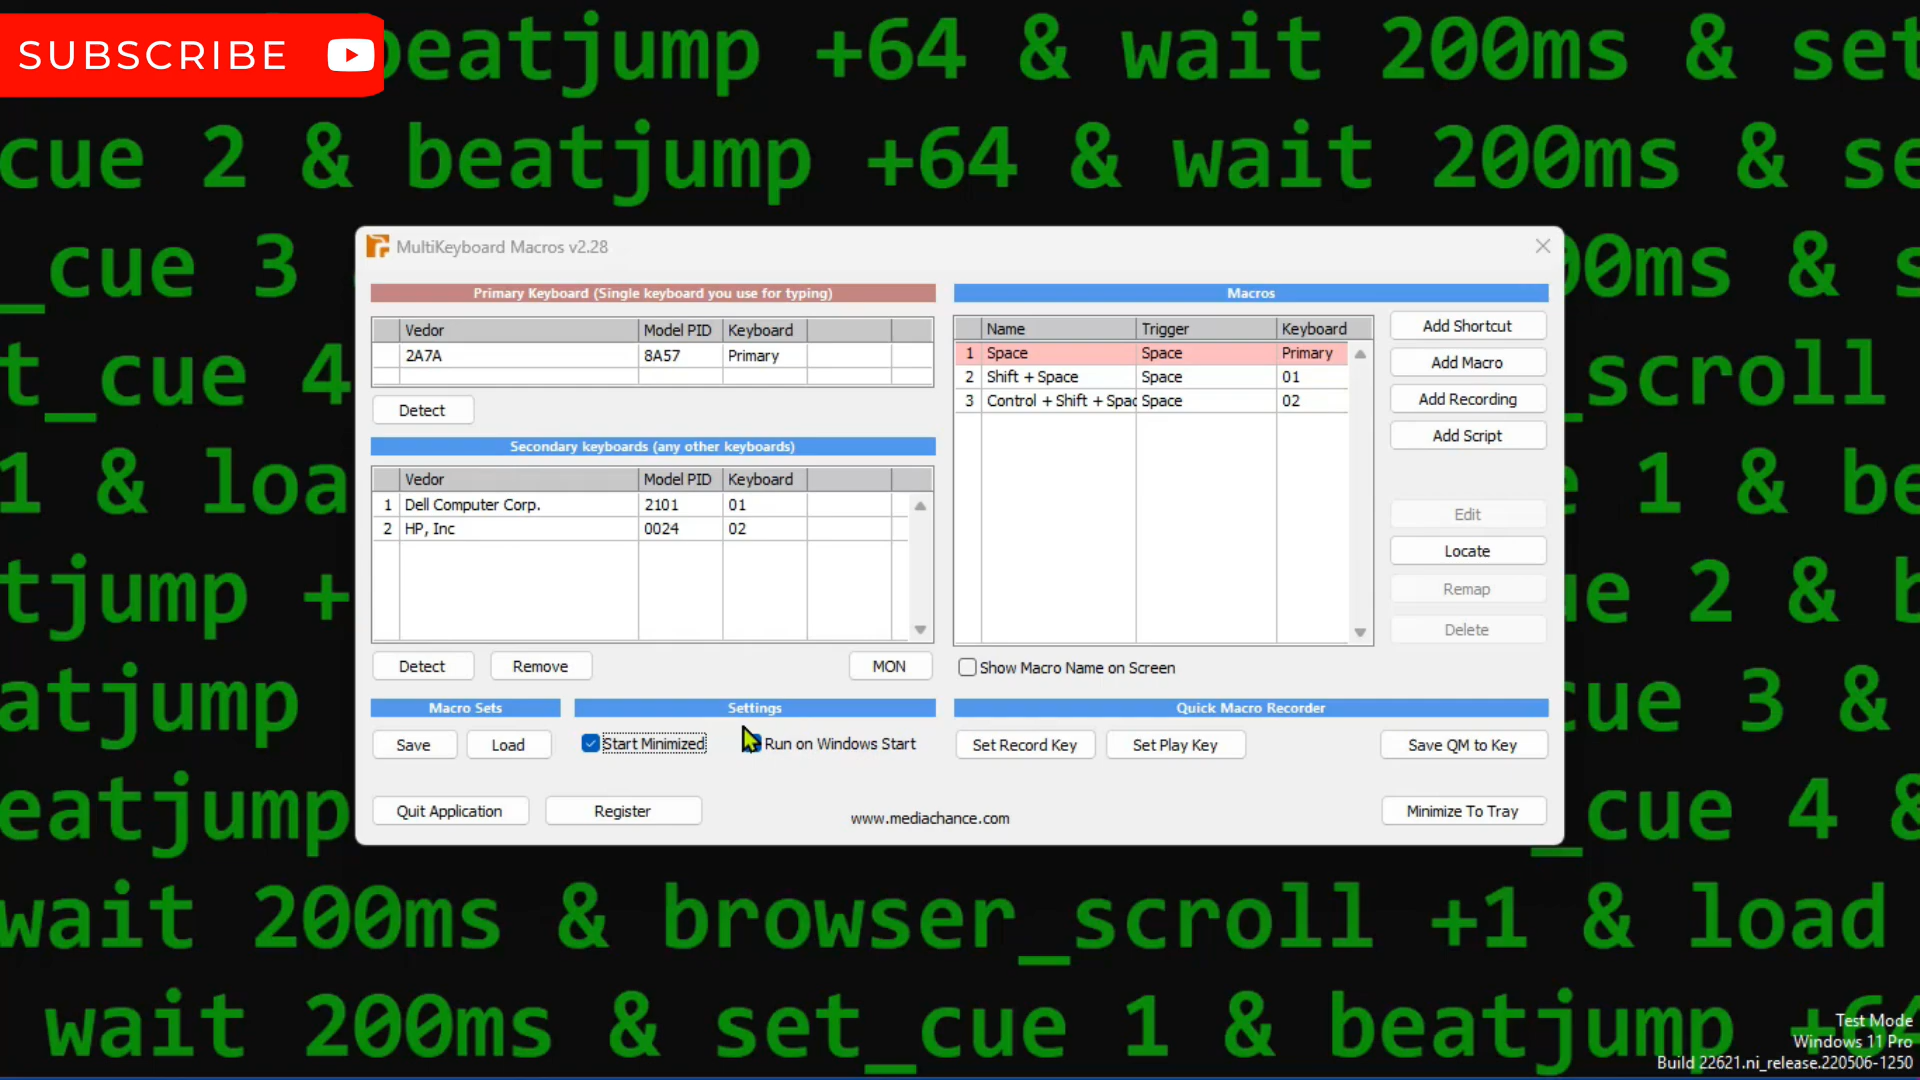 SUBSCRIBE
beatjump +64 & wait 200ms & set
cue 2 & beatjump +64 & wait 200ms & se
_cue 3
00ms & s
t_cue 4
_scroll
1 & loa
1 & be
tjump +
ue 2 & b
atjump
cue 3 &
eatjump
_cue 4 &
wait 200ms & browser_scroll +1 & load
wait 200ms & set_cue 1 & beatjump +64
MultiKeyboard Macros v2.28
Primary Keyboard (Single keyboard you use for typing)
Vedor Model PID Keyboard
2A7A 8A57 Primary
Detect
Secondary keyboards (any other keyboards)
Vedor Model PID Keyboard
1 Dell Computer Corp. 2101 01
2 HP, Inc 0024 02
Detect Remove MON
Macro Sets
Save Load
Settings
Start Minimized Run on Windows Start
Quit Application Register www.mediachance.com
Macros
Name Trigger Keyboard
1 Space Space Primary
2 Shift + Space Space 01
3 Control + Shift + Spac Space 02
Show Macro Name on Screen
Add Shortcut
Add Macro
Add Recording
Add Script
Edit
Locate
Remap
Delete
Quick Macro Recorder
Set Record Key Set Play Key Save QM to Key
Minimize To Tray
Test Mode
Windows 11 Pro
Build 22621.ni_release.220506-1250